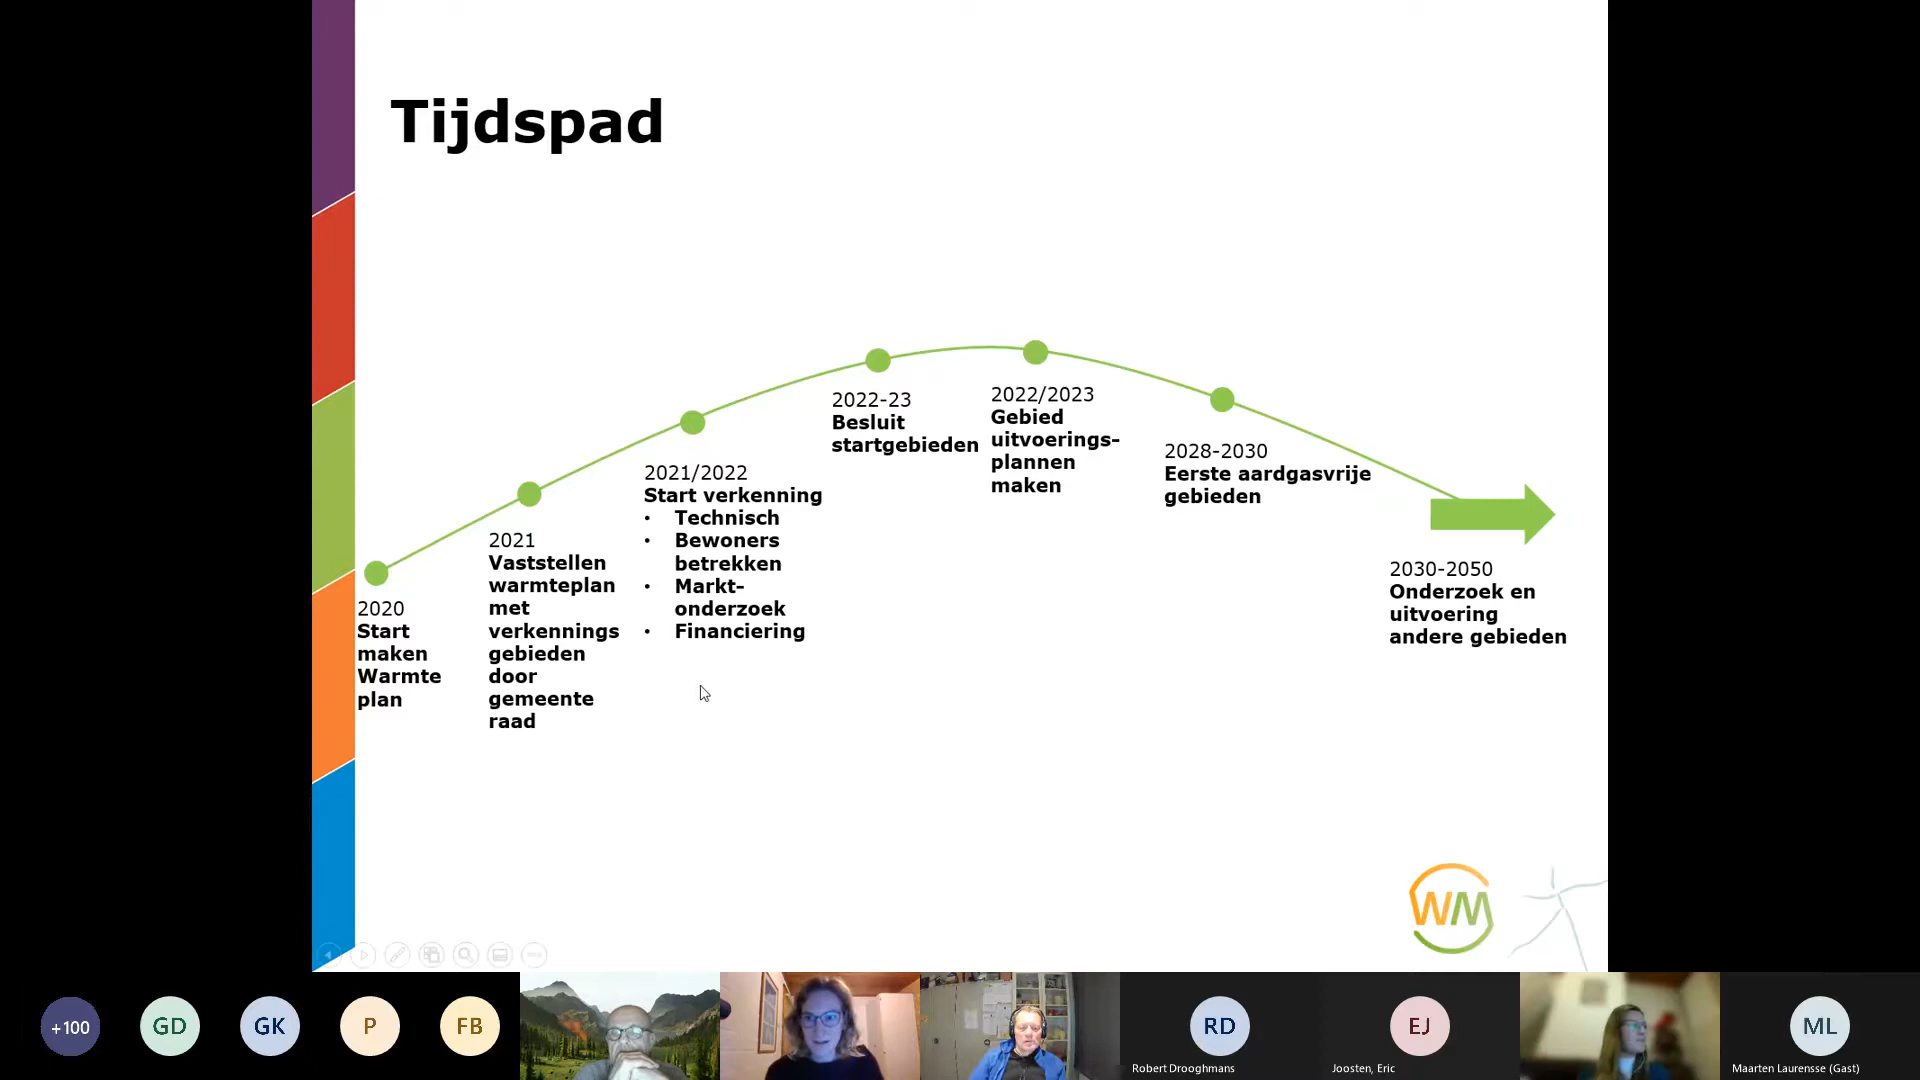 Tijdspad
2020
Start
maken
Warmte
plan
2021
Vaststellen
warmteplan
met
verkennings
gebieden
door
gemeente
raad
2021/2022
Start verkenning
• Technisch
• Bewoners
betrekken
• Markt-
onderzoek
• Financiering
2022-23
Besluit
startgebieden
2022/2023
Gebied
uitvoerings-
plannen
maken
2028-2030
Eerste aardgasvrije
gebieden
2030-2050
Onderzoek en
uitvoering
andere gebieden
WM
+100
GD
GK
P
FB
RD
Robert Drooghmans
EJ
Joosten, Eric
ML
Maarten Laurensse (Gast)